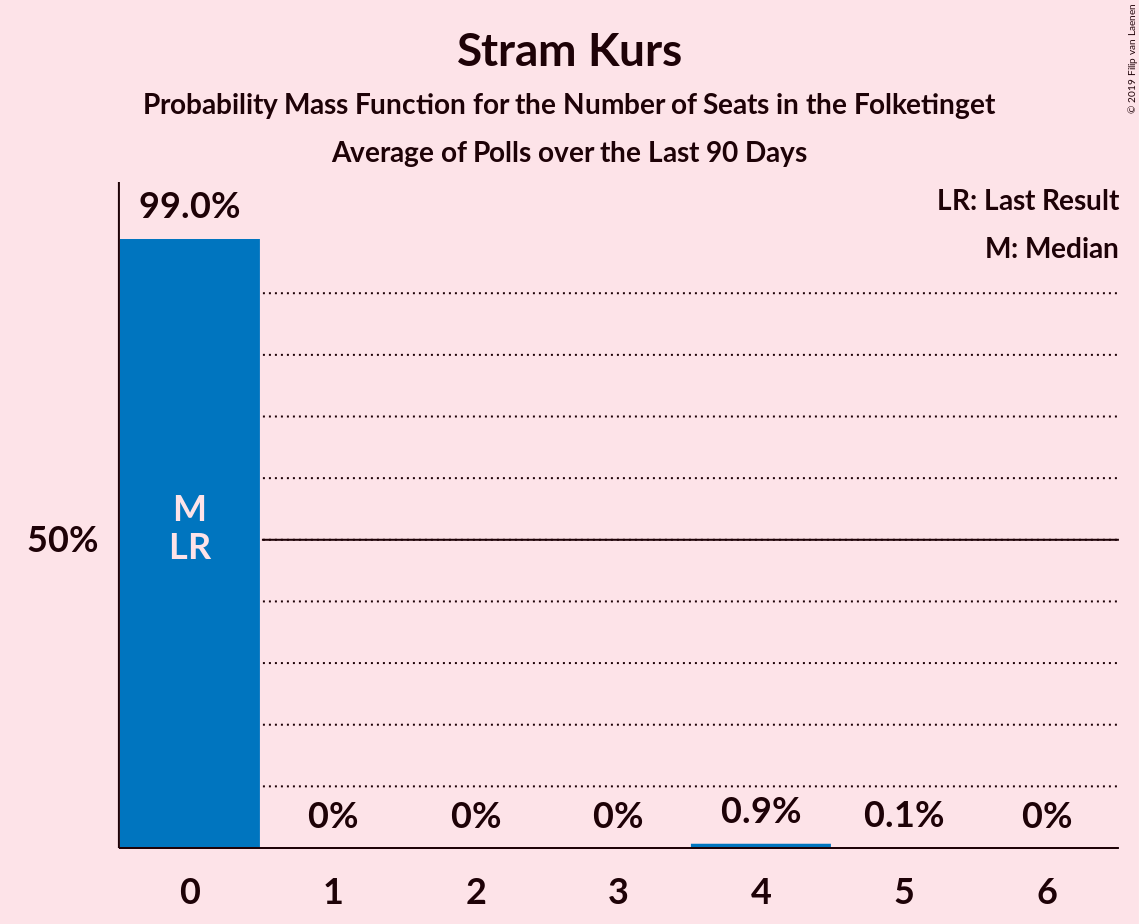 Stram Kurs
Probability Mass Function for the Number of Seats in the Folketinget
Average of Polls over the Last 90 Days
© 2019 Filip van Laenen
LR: Last Result
M: Median
99.0%
M
LR
50%
0%
0%
0%
0.9%
0.1%
0%
0
1
2
3
4
5
6